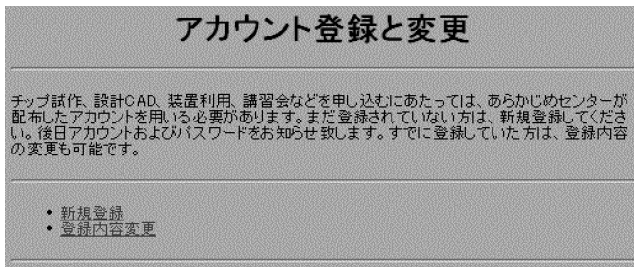 アカウント登録と変更
チップ試作、設計CAD、装置利用、講習会などを申し込むにあたっては、あらかじめセンターが
配布したアカウントを用いる必要があります。まだ登録されていない方は、新規登録してくださ
い。後日アカウントおよびパスワードをお知らせ致します。すでに登録していた方は、登録内容
の変更も可能です。
• 新規登録
• 登録内容変更